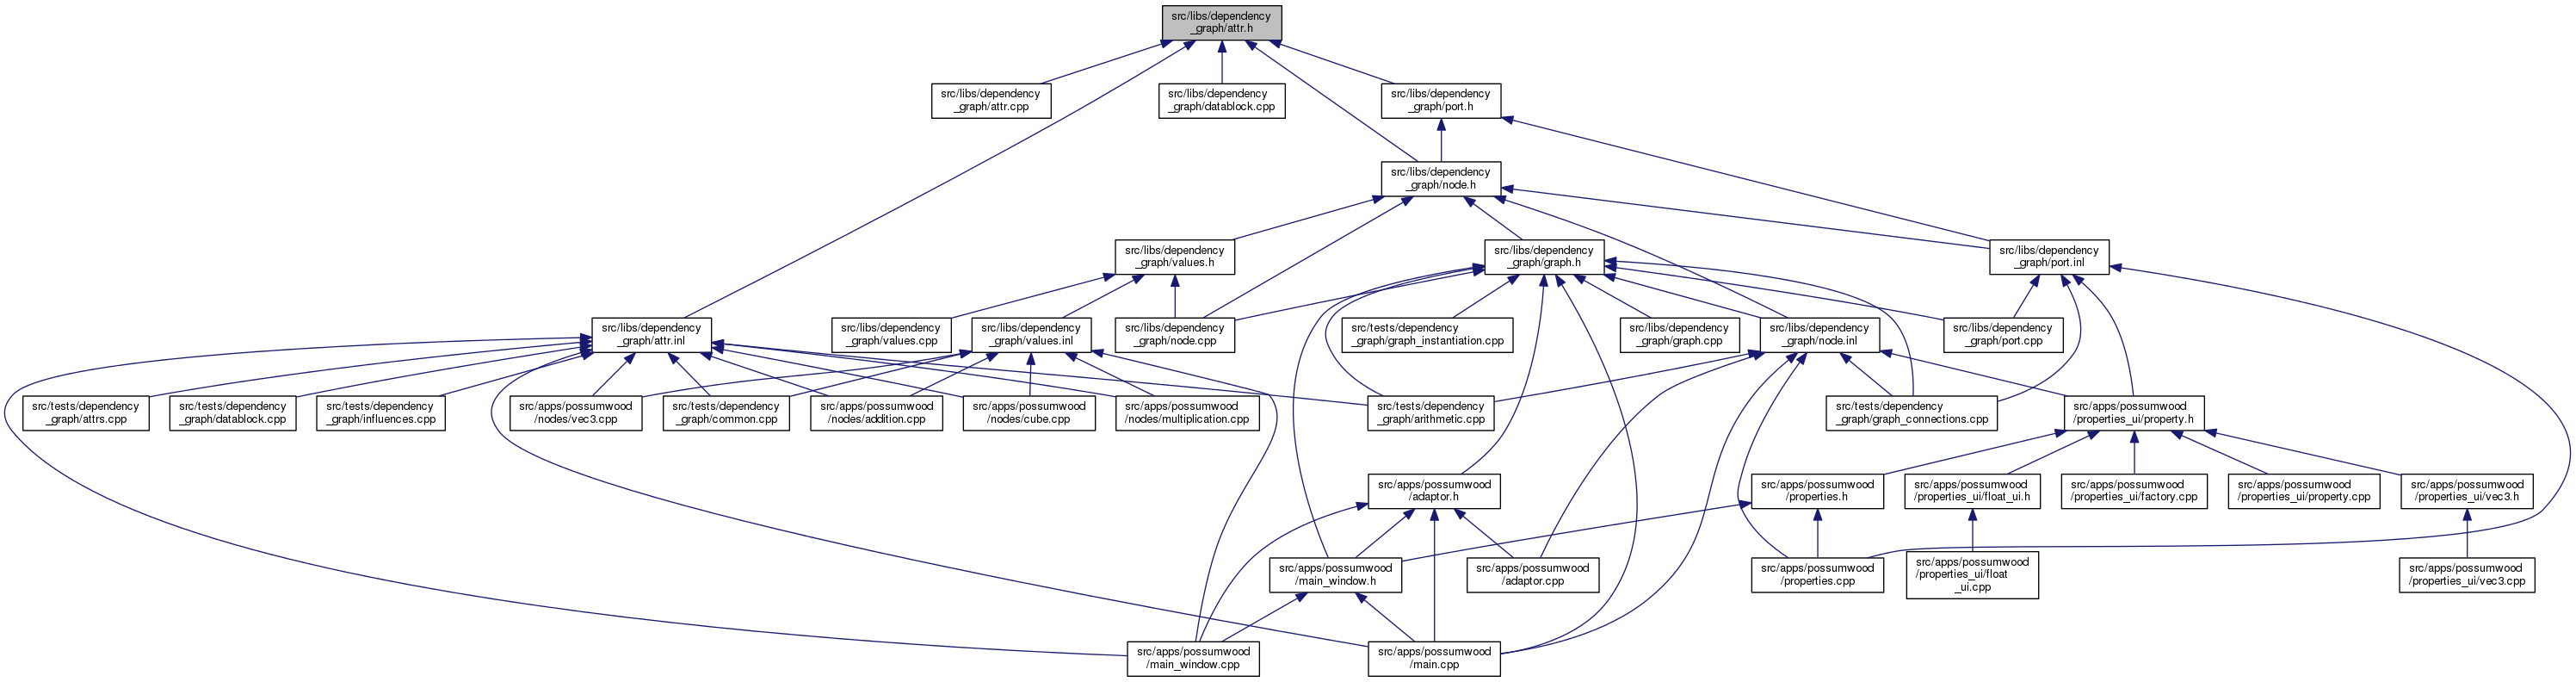 src/libs/dependency
_graph/attr.h
src/libs/dependency
_graph/attr.cpp
src/libs/dependency
_graph/datablock.cpp
src/libs/dependency
_graph/port.h
src/libs/dependency
_graph/node.h
src/libs/dependency
_graph/values.h
src/libs/dependency
_graph/graph.h
src/libs/dependency
_graph/port.inl
src/libs/dependency
_graph/attr.inl
src/libs/dependency
_graph/values.cpp
src/libs/dependency
_graph/values.inl
src/libs/dependency
_graph/node.cpp
src/tests/dependency
_graph/graph_instantiation.cpp
src/libs/dependency
_graph/graph.cpp
src/libs/dependency
_graph/node.inl
src/libs/dependency
_graph/port.cpp
src/tests/dependency
_graph/attrs.cpp
src/tests/dependency
_graph/datablock.cpp
src/tests/dependency
_graph/influences.cpp
src/apps/possumwood
/nodes/vec3.cpp
src/tests/dependency
_graph/common.cpp
src/apps/possumwood
/nodes/addition.cpp
src/apps/possumwood
/nodes/cube.cpp
src/apps/possumwood
/nodes/multiplication.cpp
src/tests/dependency
_graph/arithmetic.cpp
src/tests/dependency
_graph/graph_connections.cpp
src/apps/possumwood
/properties_ui/property.h
src/apps/possumwood
/adaptor.h
src/apps/possumwood
/properties.h
src/apps/possumwood
/properties_ui/float_ui.h
src/apps/possumwood
/properties_ui/factory.cpp
src/apps/possumwood
/properties_ui/property.cpp
src/apps/possumwood
/properties_ui/vec3.h
src/apps/possumwood
/main_window.h
src/apps/possumwood
/adaptor.cpp
src/apps/possumwood
/properties.cpp
src/apps/possumwood
/properties_ui/float
_ui.cpp
src/apps/possumwood
/properties_ui/vec3.cpp
src/apps/possumwood
/main_window.cpp
src/apps/possumwood
/main.cpp